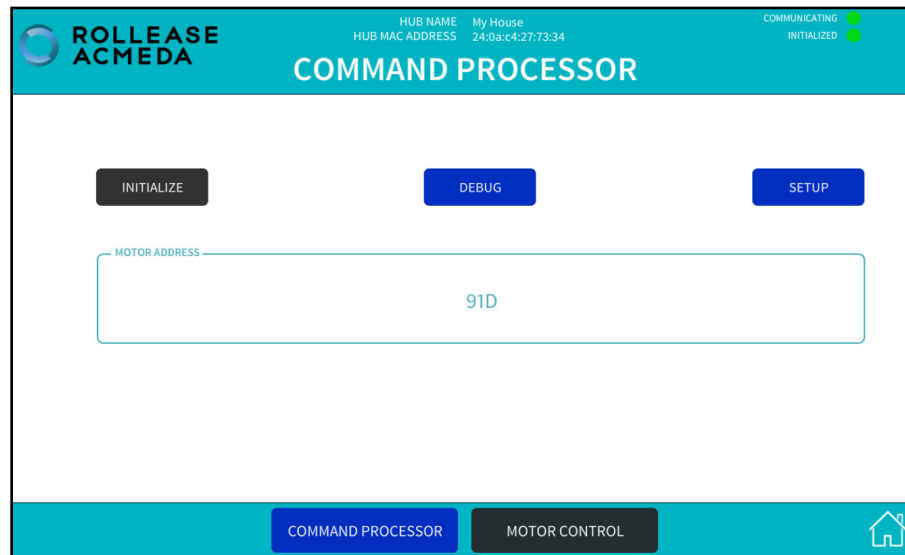 ROLLEASE
ACMEDA
HUB NAME My House
HUB MAC ADDRESS 24:0a:c4:27:73:34
COMMAND PROCESSOR
COMMUNICATING
INITIALIZED
INITIALIZE
DEBUG
SETUP
MOTOR ADDRESS
91D
COMMAND PROCESSOR
MOTOR CONTROL